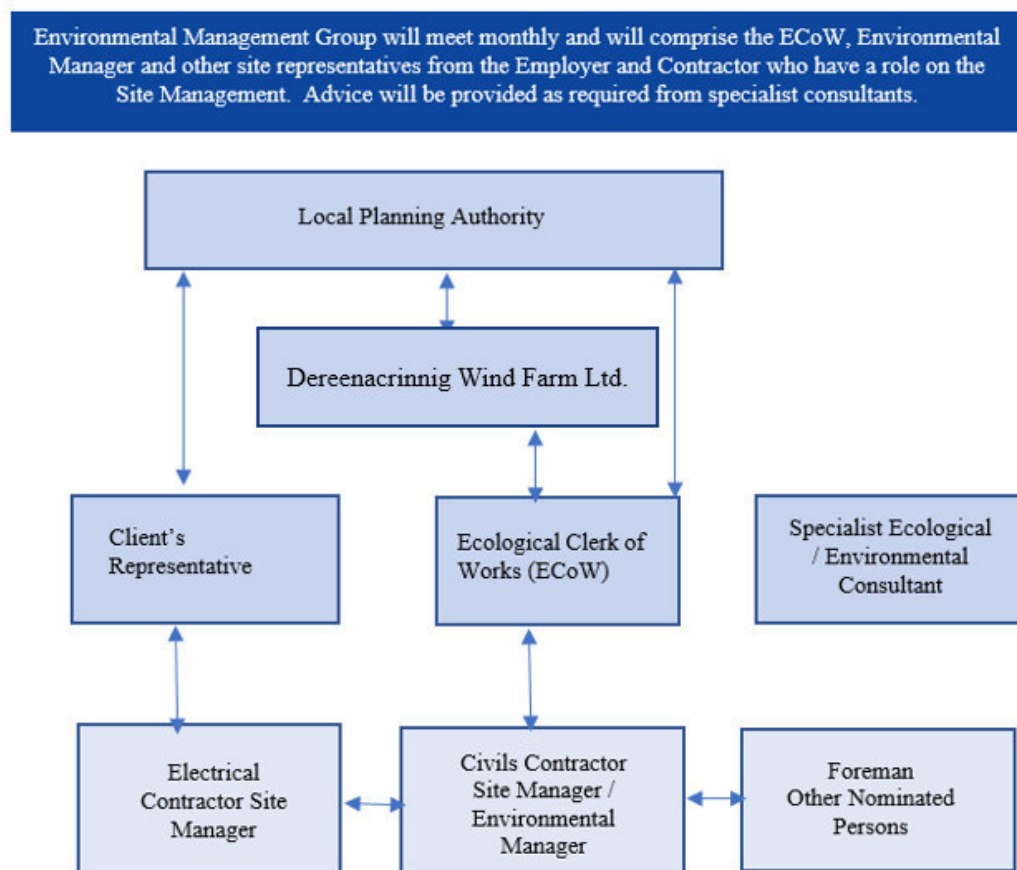 Environmental Management Group will meet monthly and will comprise the ECoW, Environmental
Manager and other site representatives from the Employer and Contractor who have a role on the
Site Management.  Advice will be provided as required from specialist consultants.
Local Planning Authority
Dereenacrinnig Wind Farm Ltd.
Client’s
Representative
Ecological Clerk of
Works (ECoW)
Specialist Ecological
/ Environmental
Consultant
Electrical
Contractor Site
Manager
Civils Contractor
Site Manager /
Environmental
Manager
Foreman
Other Nominated
Persons